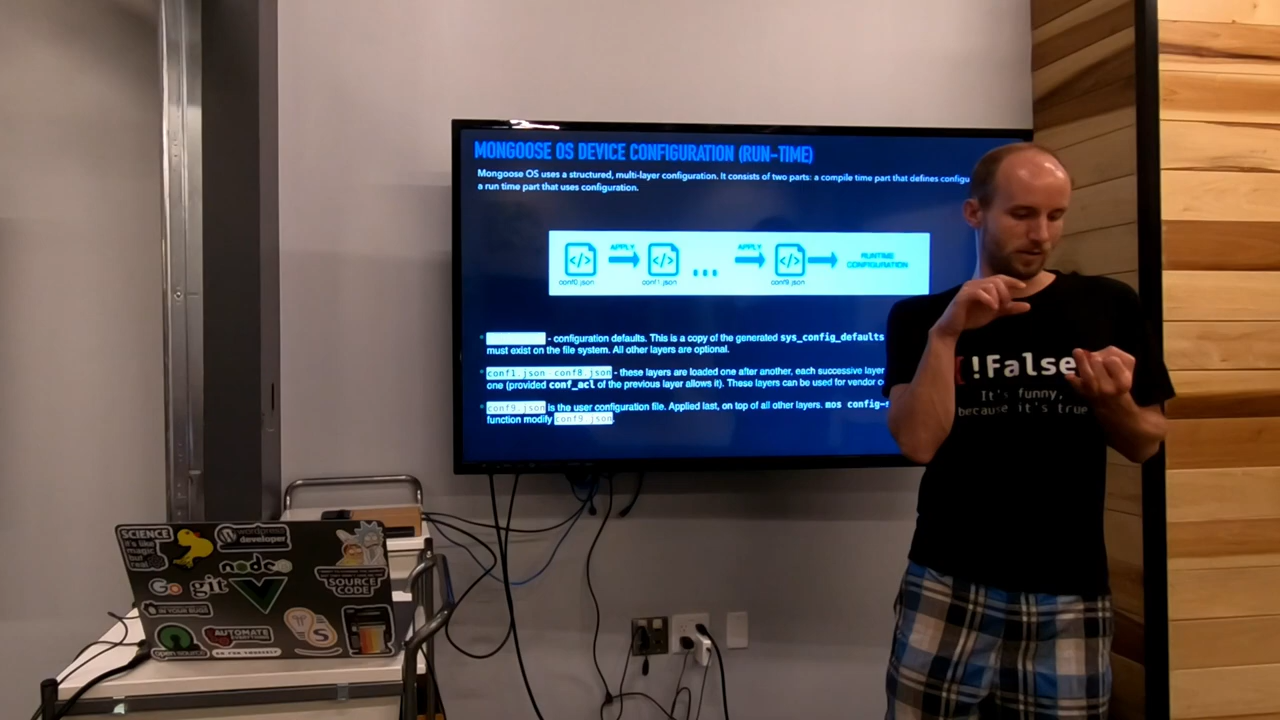 MONGOOSE OS DEVICE CONFIGURATION (RUN-TIME)
Mongoose OS uses a structured, multi-layer configuration. It consists of two parts: a compile time part that defines configu
a run time part that uses configuration.
APPLY
APPLY
</>
</>
...
</>
RUNTIME
CONFIGURATION
conf0.json
conf1.json
conf9.json
- configuration defaults. This is a copy of the generated sys_config_defaults
must exist on the file system. All other layers are optional.
conf1.json - conf8.json - these layers are loaded one after another, each successive layer
one (provided conf_acl of the previous layer allows it). These layers can be used for vendor
conf9.json is the user configuration file. Applied last, on top of all other layers. mos config-
function modify conf9.json.
!False
It's funny,
because it's true
SCIENCE
it's like
magic
but
real
wordpress
developer
node
Go
git
SOURCE
CODE
IN YOUR BUGS
open source
AUTOMATE
EVERYTHING
GO FUN YOURSELF